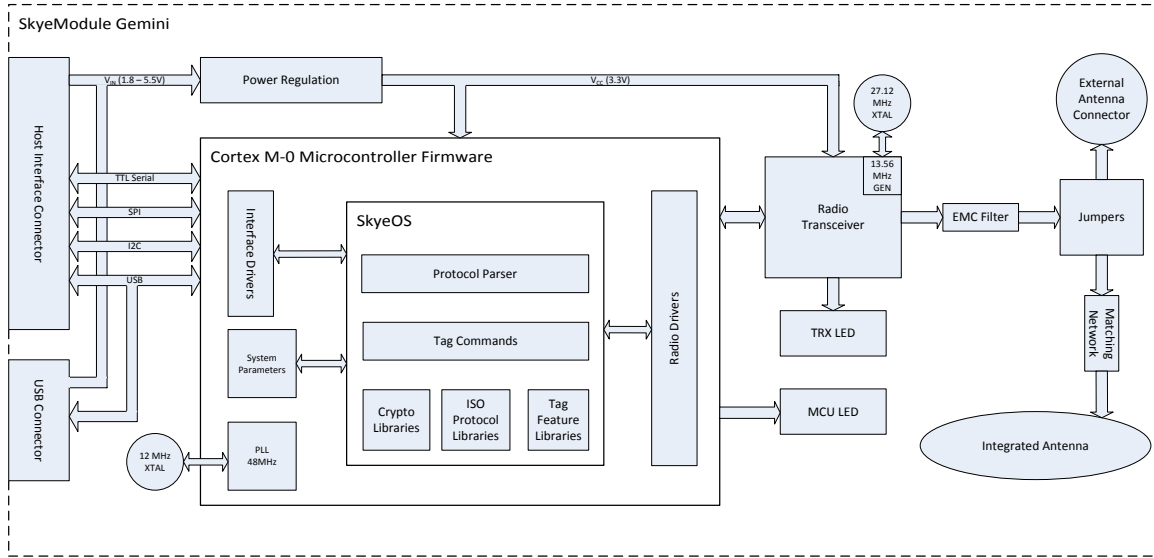 SkyeModule Gemini
Host Interface Connector
V_IN (1.8 – 5.5V)
Power Regulation
V_CC (3.3V)
27.12
MHz
XTAL
External
Antenna
Connector
Cortex M-0 Microcontroller Firmware
TTL Serial
SPI
I2C
USB
Interface Drivers
SkyeOS
Protocol Parser
Tag Commands
Crypto
Libraries
ISO
Protocol
Libraries
Tag
Feature
Libraries
System
Parameters
PLL
48MHz
12 MHz
XTAL
USB Connector
Radio Drivers
13.56
MHz
GEN
Radio
Transceiver
EMC Filter
Jumpers
TRX LED
MCU LED
Matching
Network
Integrated Antenna